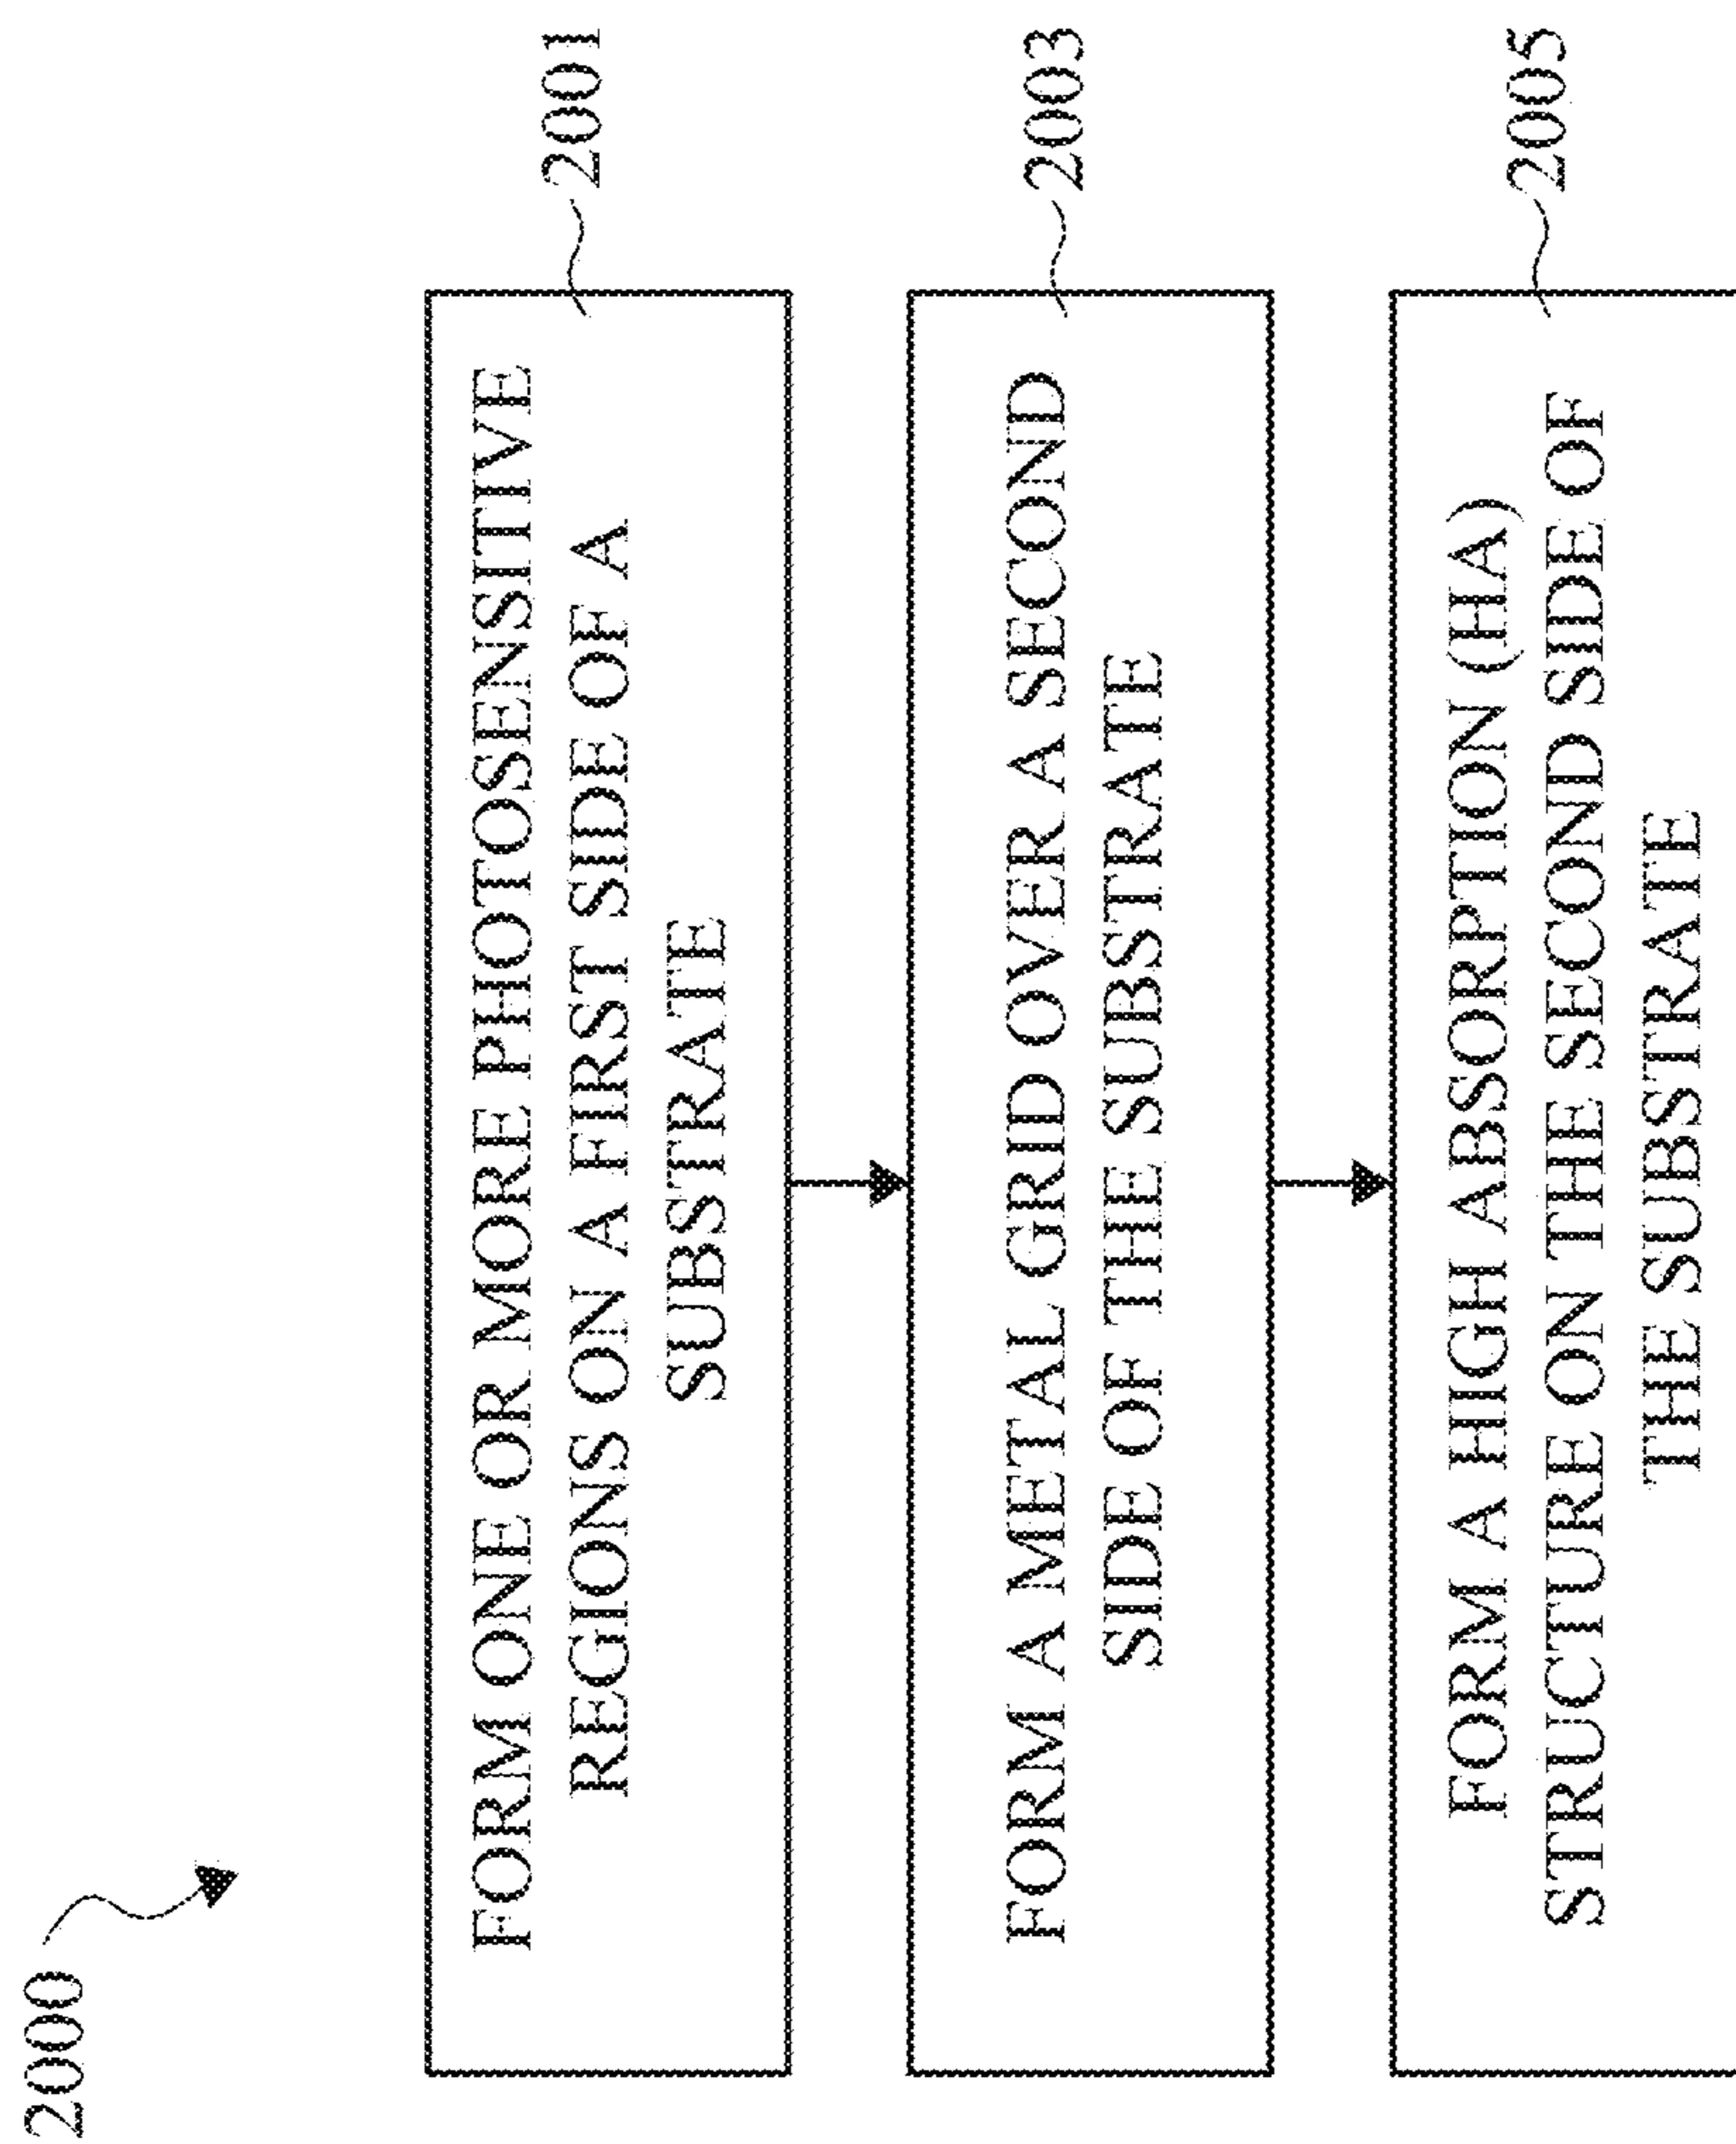 2000
FORM ONE OR MORE PHOTOSENSITIVE
REGIONS ON A FIRST SIDE OF A
SUBSTRATE
2001
FORM A METAL GRID OVER A SECOND
SIDE OF THE SUBSTRATE
2003
FORM A HIGH ABSORPTION (HA)
STRUCTURE ON THE SECOND SIDE OF
THE SUBSTRATE
2005